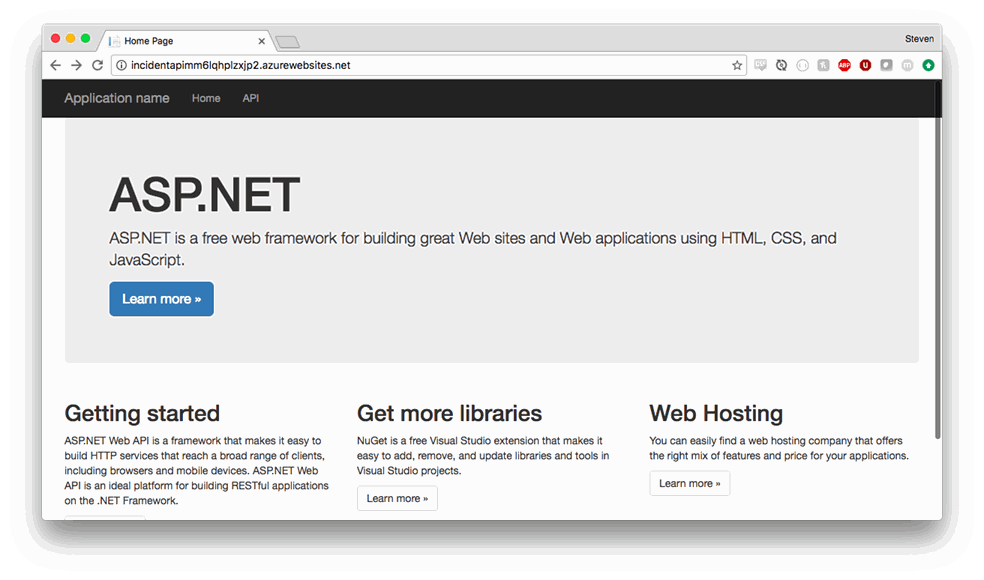 Home Page
Steven
incidentapimm6lqhplzxjp2.azurewebsites.net
ABP
Application name Home API
ASP.NET
ASP.NET is a free web framework for building great Web sites and Web applications using HTML, CSS, and
JavaScript.
Learn more »
Getting started
ASP.NET Web API is a framework that makes it easy to
build HTTP services that reach a broad range of clients,
including browsers and mobile devices. ASP.NET Web
API is an ideal platform for building RESTful applications
on the .NET Framework.
Get more libraries
NuGet is a free Visual Studio extension that makes it
easy to add, remove, and update libraries and tools in
Visual Studio projects.
Learn more »
Web Hosting
You can easily find a web hosting company that offers
the right mix of features and price for your applications.
Learn more »